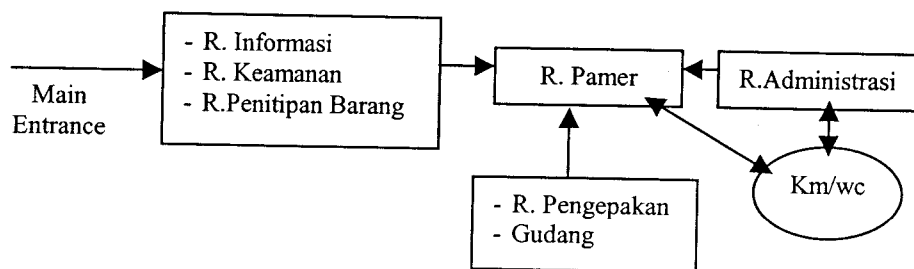 Main
Entrance
- R. Informasi
- R. Keamanan
- R.Penitipan Barang
R. Pamer
R.Administrasi
Km/wc
- R. Pengepakan
- Gudang